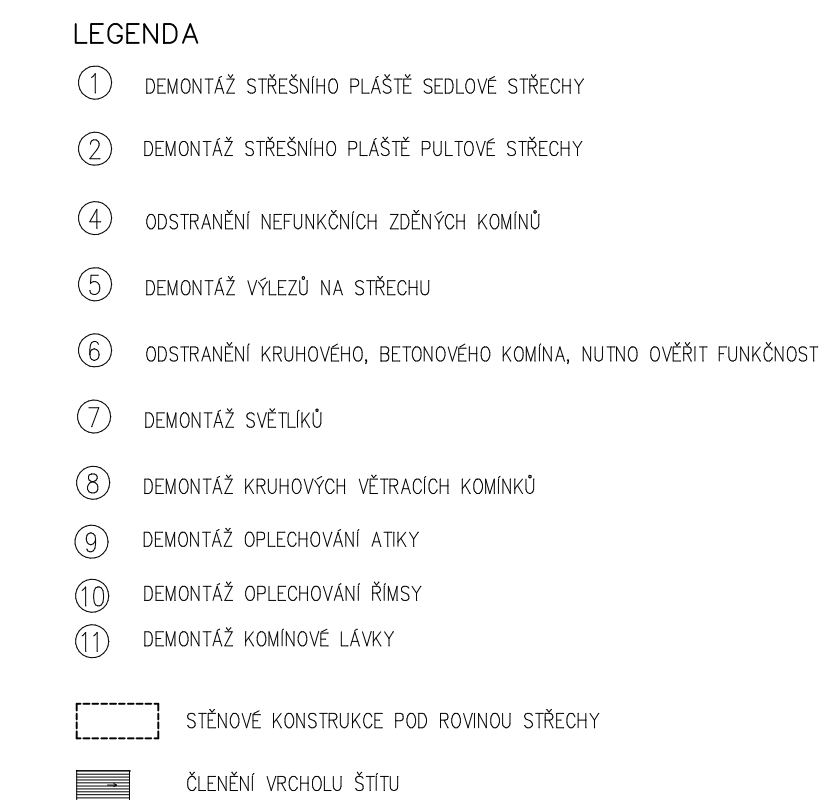 LEGENDA
1 DEMONTÁŽ STŘEŠNÍHO PLÁŠTĚ SEDLOVÉ STŘECHY
2 DEMONTÁŽ STŘEŠNÍHO PLÁŠTĚ PULTOVÉ STŘECHY
4 ODSTRANĚNÍ NEFUNKČNÍCH ZDĚNÝCH KOMÍNŮ
5 DEMONTÁŽ VÝLEZŮ NA STŘECHU
6 ODSTRANĚNÍ KRUHOVÉHO, BETONOVÉHO KOMÍNA, NUTNO OVĚŘIT FUNKČNOST
7 DEMONTÁŽ SVĚTLÍKŮ
8 DEMONTÁŽ KRUHOVÝCH VĚTRACÍCH KOMÍNKŮ
9 DEMONTÁŽ OPLECHOVÁNÍ ATIKY
10 DEMONTÁŽ OPLECHOVÁNÍ ŘÍMSY
11 DEMONTÁŽ KOMÍNOVÉ LÁVKY
STĚNOVÉ KONSTRUKCE POD ROVINOU STŘECHY
ČLENĚNÍ VRCHOLU ŠTÍTU